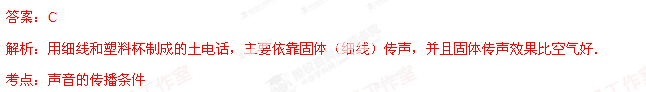 答案：C
解析：用细线和塑料杯制成的土电话，主要依靠固体（细线）传声，并且固体传声效果比空气好．
考点：声音的传播条件